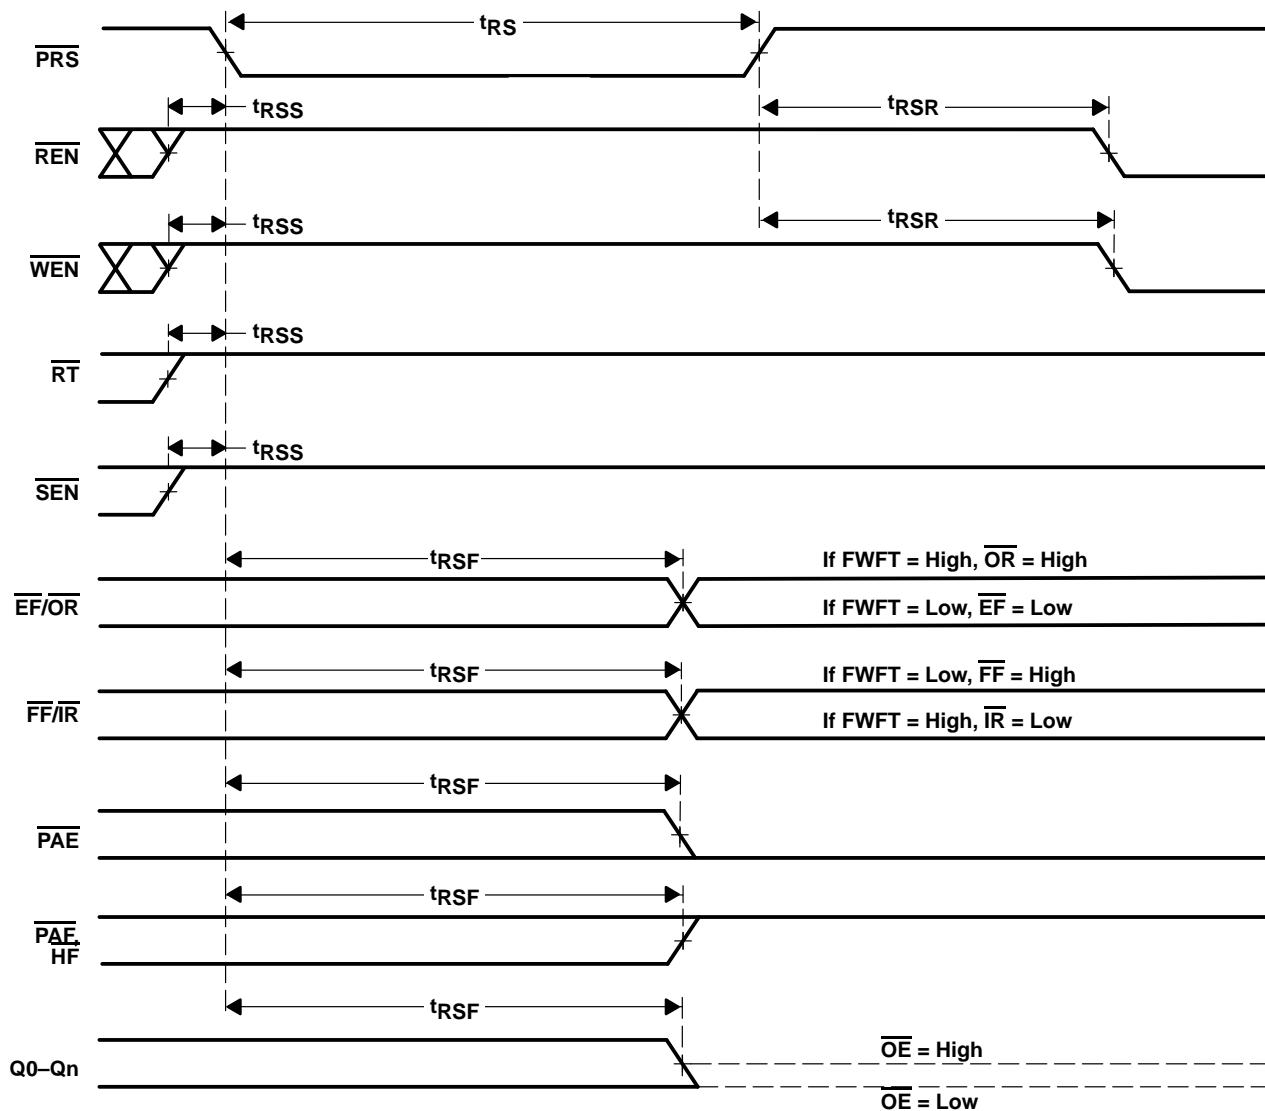 tRS
PRS
tRSS
tRSR
REN
tRSS
tRSR
WEN
tRSS
RT
tRSS
SEN
tRSF
If FWFT = High, OR = High
EF/OR
If FWFT = Low, EF = Low
tRSF
If FWFT = Low, FF = High
FF/IR
If FWFT = High, IR = Low
tRSF
PAE
tRSF
PAF,
HF
tRSF
OE = High
Q0–Qn
OE = Low